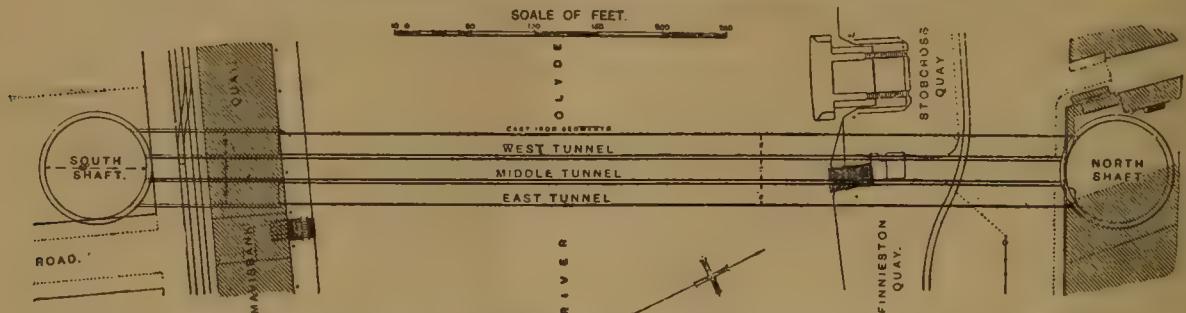 SCALE OF FEET.
CLYDE
RIVER
QUAY.
MAVISBANK
STOBCROSS
QUAY
FINNIESTON
QUAY.
CAST IRON SEGMENTS
WEST TUNNEL
MIDDLE TUNNEL
EAST TUNNEL
SOUTH
SHAFT.
NORTH
SHAFT.
ROAD.